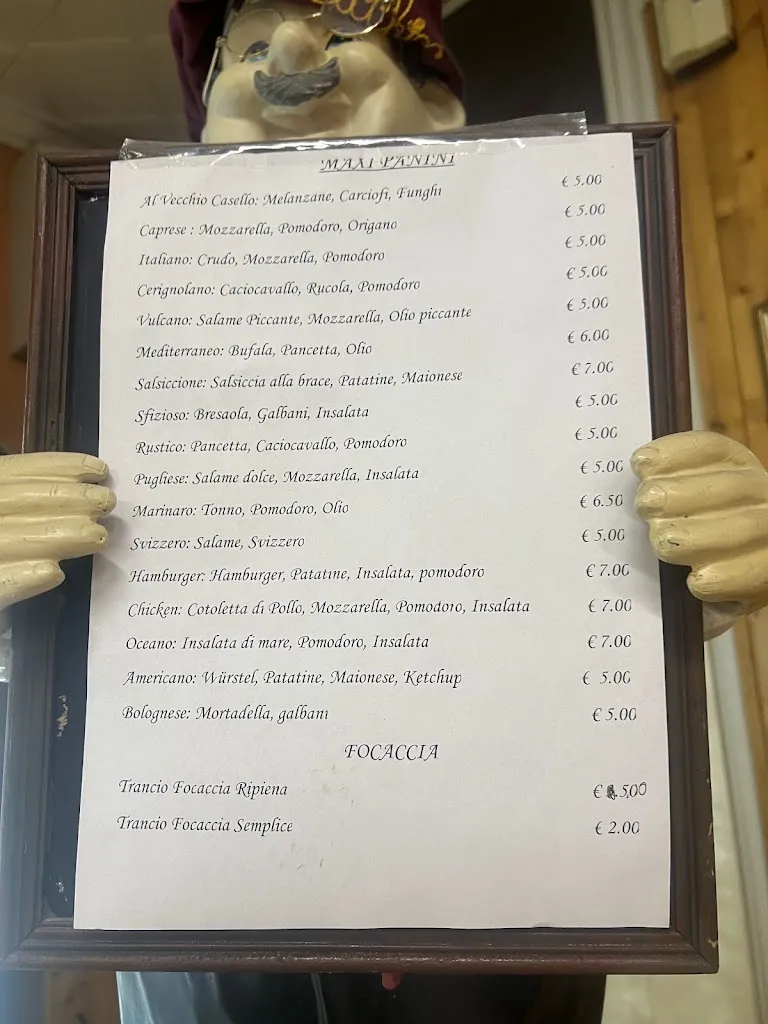 MAXI PANINI
Al Vecchio Casello: Melanzane, Carciofi, Funghi € 5.00
Caprese : Mozzarella, Pomodoro, Origano € 5.00
Italiano: Crudo, Mozzarella, Pomodoro € 5.00
Cerignolano: Caciocavallo, Rucola, Pomodoro € 5.00
Vulcano: Salame Piccante, Mozzarella, Olio piccante € 5.00
Mediterraneo: Bufala, Pancetta, Olio € 6.00
Salsiccione: Salsiccia alla brace, Patatine, Maionese € 7.00
Sfizioso: Bresaola, Galbani, Insalata € 5.00
Rustico: Pancetta, Caciocavallo, Pomodoro € 5.00
Pugliese: Salame dolce, Mozzarella, Insalata € 5.00
Marinaro: Tonno, Pomodoro, Olio € 6.50
Svizzero: Salame, Svizzero € 5.00
Hamburger: Hamburger, Patatine, Insalata, pomodoro € 7.00
Chicken: Cotoletta di Pollo, Mozzarella, Pomodoro, Insalata € 7.00
Oceano: Insalata di mare, Pomodoro, Insalata € 7.00
Americano: Würstel, Patatine, Maionese, Ketchup € 5.00
Bolognese: Mortadella, galbani € 5.00
FOCACCIA
Trancio Focaccia Ripiena € 5,00
Trancio Focaccia Semplice € 2.00